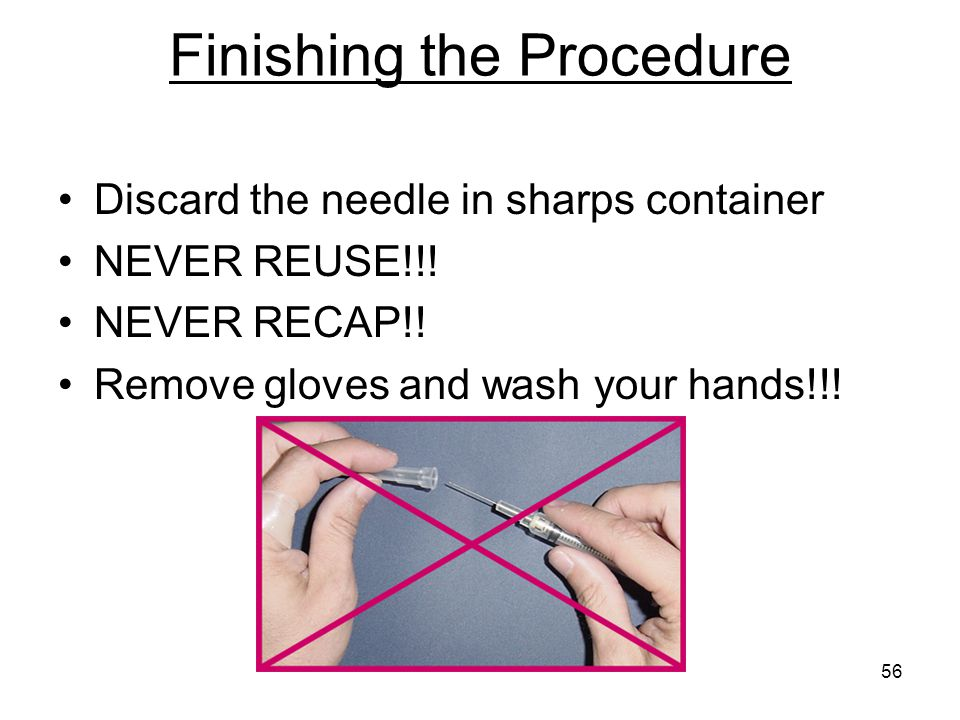 Finishing the Procedure
• Discard the needle in sharps container
• NEVER REUSE!!!
• NEVER RECAP!!
• Remove gloves and wash your hands!!!
56